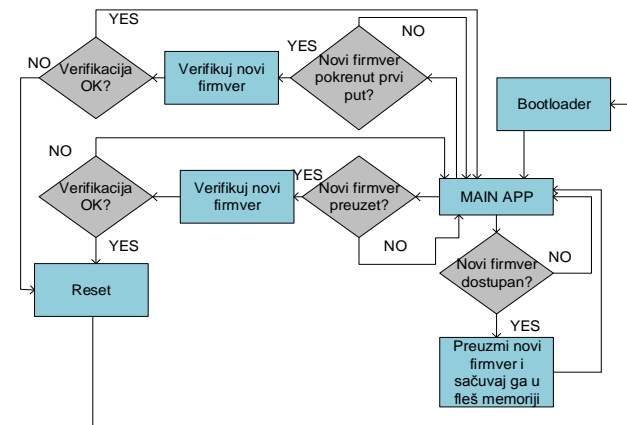 YES
NO
NO
YES
Verifikacija
OK?
Verifikuj novi
firmver
Novi firmver
pokrenut prvi
put?
Bootloader
NO
YES
Verifikacija
OK?
Verifikuj novi
firmver
Novi firmver
preuzet?
MAIN APP
YES
NO
Reset
Novi firmver
dostupan?
NO
YES
Preuzmi novi
firmver i
sačuvaj ga u
fleš memoriji